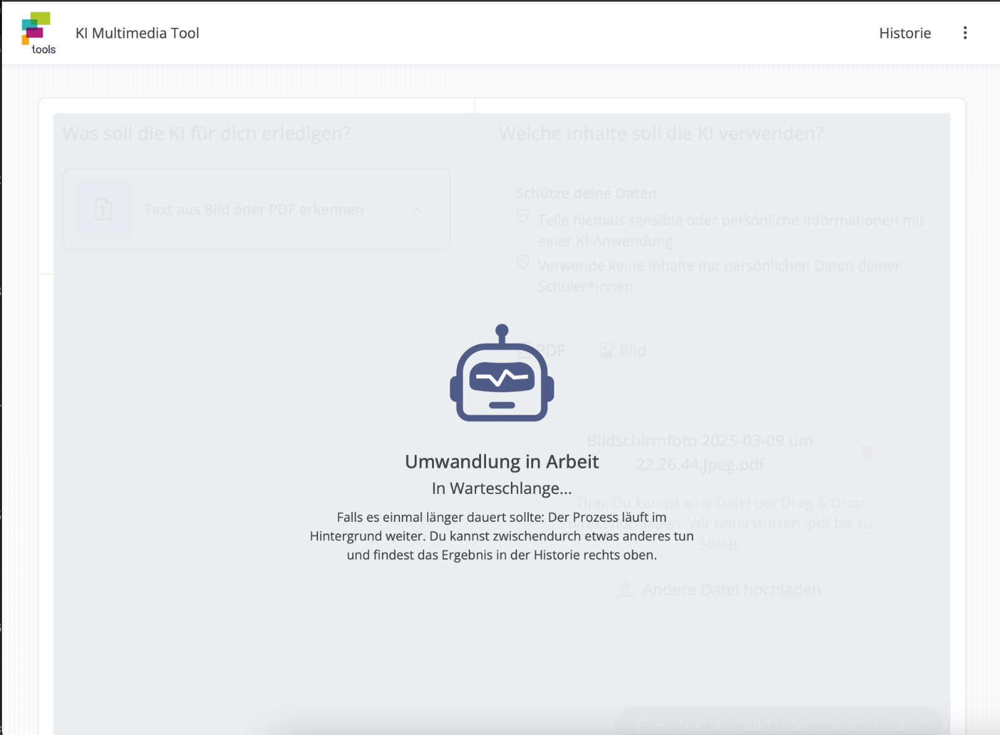 tools
KI Multimedia Tool
Historie
Was soll die KI für dich erledigen?
Text aus Bild oder PDF erkennen
Welche Inhalte soll die KI verwenden?
Schütze deine Daten
Teile niemals sensible oder persönliche Informationen mit
einer KI-Anwendung
Verwende keine Inhalte mit persönlichen Daten deiner
Schüler*innen
PDF
Bild
Bildschirmfoto 2025-03-09 um
22.26.44.jpeg.pdf
Tipp: Du kannst eine Datei per Drag & Drop
direkt hochladen. Wir unterstützen .pdf bis zu
50MB.
Andere Datei hochladen
Umwandlung in Arbeit
In Warteschlange...
Falls es einmal länger dauert sollte: Der Prozess läuft im
Hintergrund weiter. Du kannst zwischendurch etwas anderes tun
und findest das Ergebnis in der Historie rechts oben.
Text aus Bild oder PDF erkennen